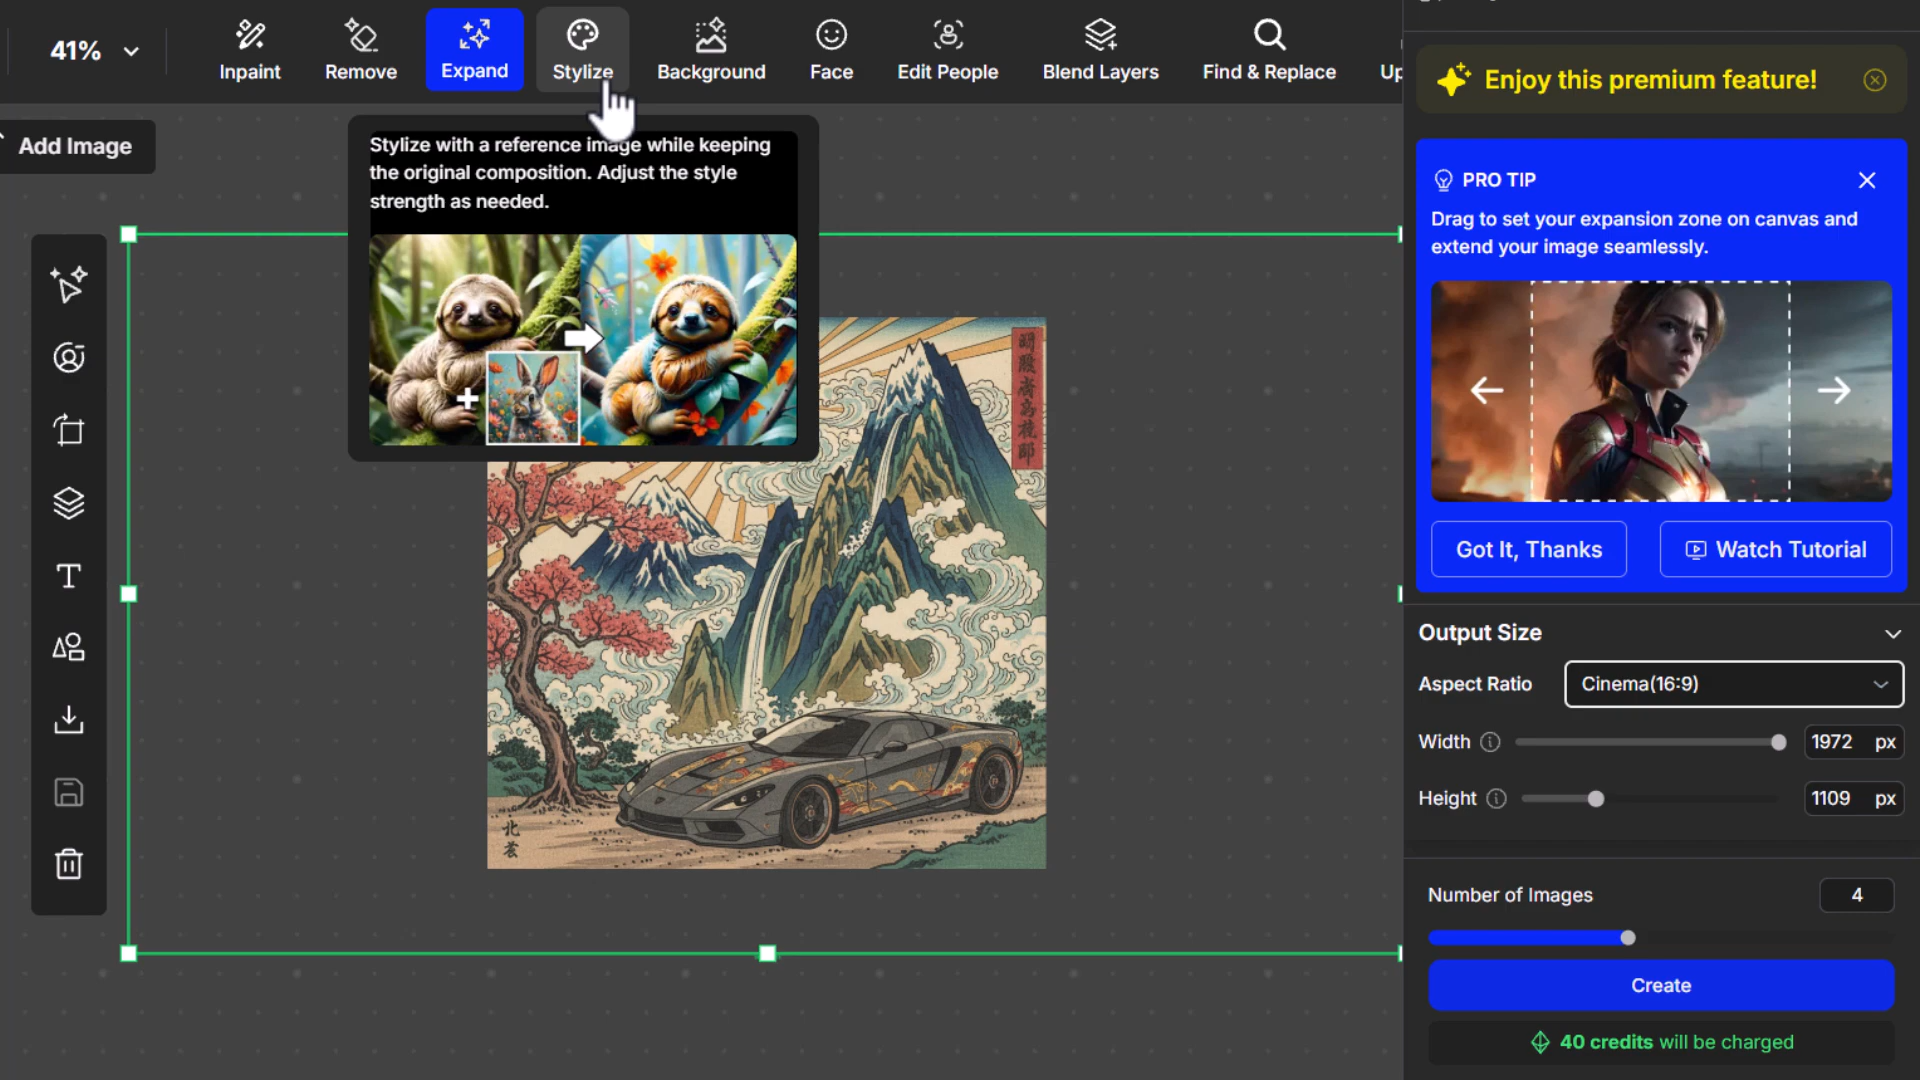 41%
Inpaint
Remove
Expand
Stylize
Background
Face
Edit People
Blend Layers
Find & Replace
Up
Add Image
Stylize with a reference image while keeping
the original composition. Adjust the style
strength as needed.
Enjoy this premium feature!
PRO TIP
Drag to set your expansion zone on canvas and
extend your image seamlessly.
Got It, Thanks
Watch Tutorial
Output Size
Aspect Ratio
Cinema(16:9)
Width
1972 px
Height
1109 px
Number of Images
4
Create
40 credits will be charged